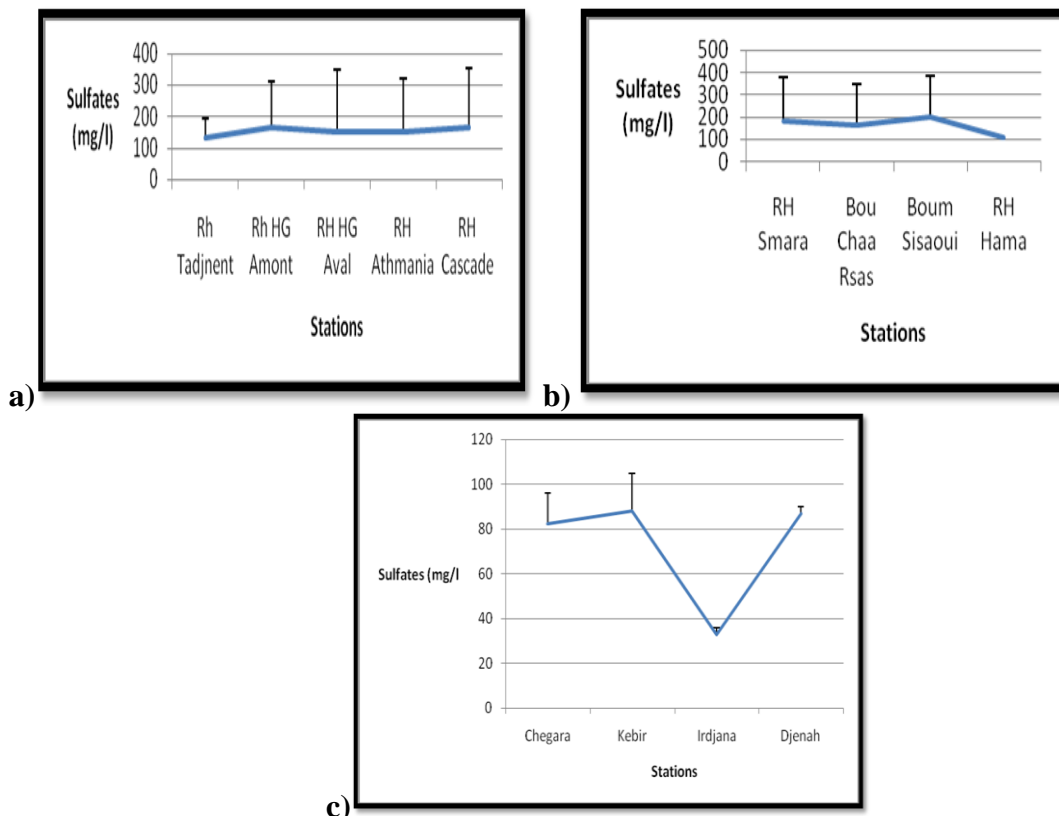 400
300
200
100
0
Sulfates
(mg/l)
Rh Tadjnent
Rh HG Amont
RH HG Aval
RH Athmania
RH Cascade
Stations
a)
500
400
300
200
100
0
Sulfates
(mg/l)
RH Smara
Bou Chaa Rsas
Boum Sisaoui
RH Hama
Stations
b)
120
100
80
60
40
20
0
Sulfates (mg/l
Chegara
Kebir
Irdjana
Djenah
Stations
c)